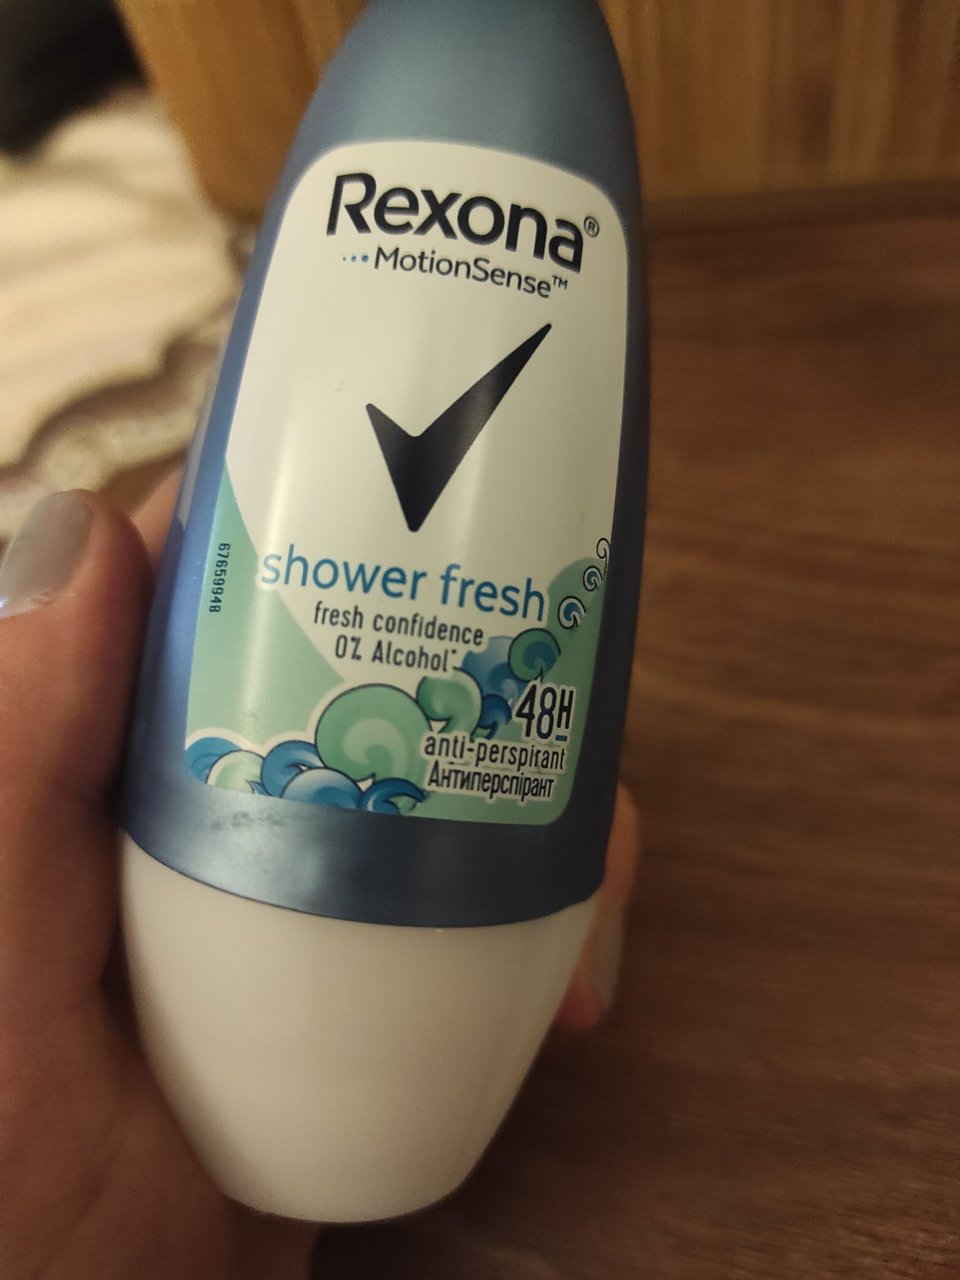 Rexona®
MotionSense™
shower fresh
fresh confidence
0% Alcohol*
48H
anti-perspirant
Антиперспірант
67659948